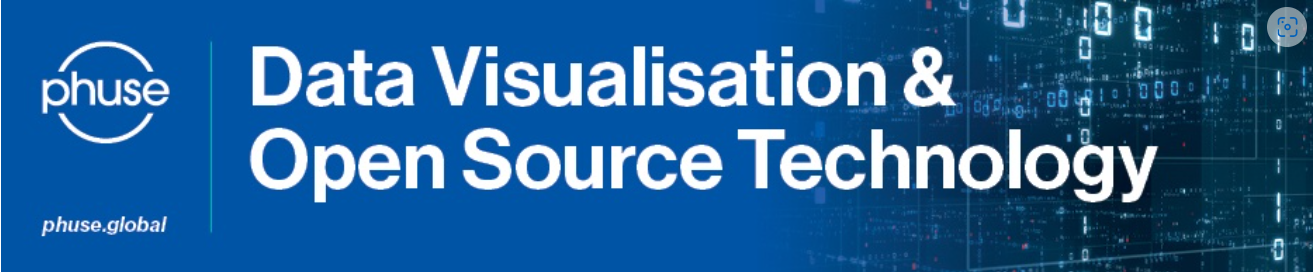 phuse
Data Visualisation &
Open Source Technology
phuse.global